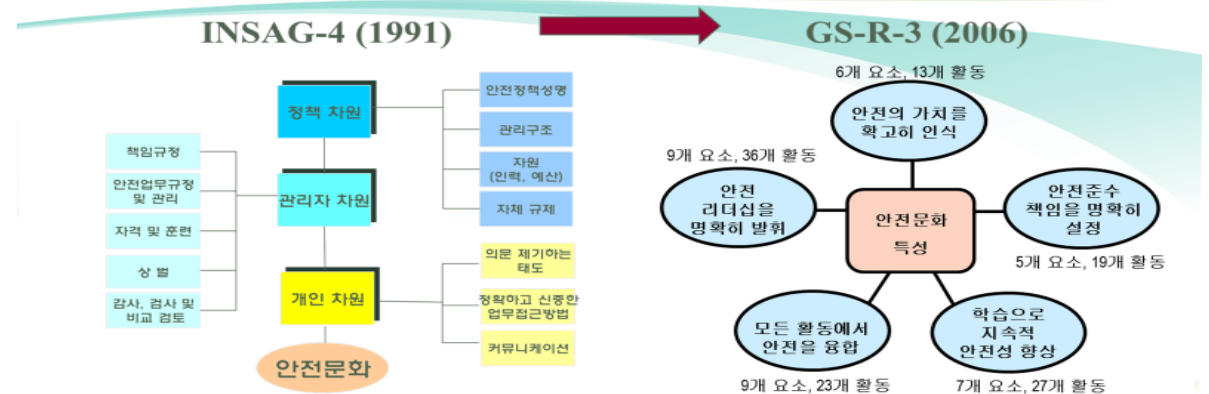 INSAG-4 (1991)
GS-R-3 (2006)
정책 차원
안전정책성명
관리구조
자원
(인력, 예산)
자체 규제
관리자 차원
책임규정
안전업무규정
및 관리
자격 및 훈련
상 벌
감사, 검사 및
비교 검토
개인 차원
의문 제기하는
태도
정확하고 신중한
업무접근방법
커뮤니케이션
안전문화
6개 요소, 13개 활동
안전의 가치를
확고히 인식
9개 요소, 36개 활동
안전
리더십을
명확히 발휘
안전문화
특성
안전준수
책임을 명확히
설정
5개 요소, 19개 활동
모든 활동에서
안전을 융합
9개 요소, 23개 활동
학습으로
지속적
안전성 향상
7개 요소, 27개 활동